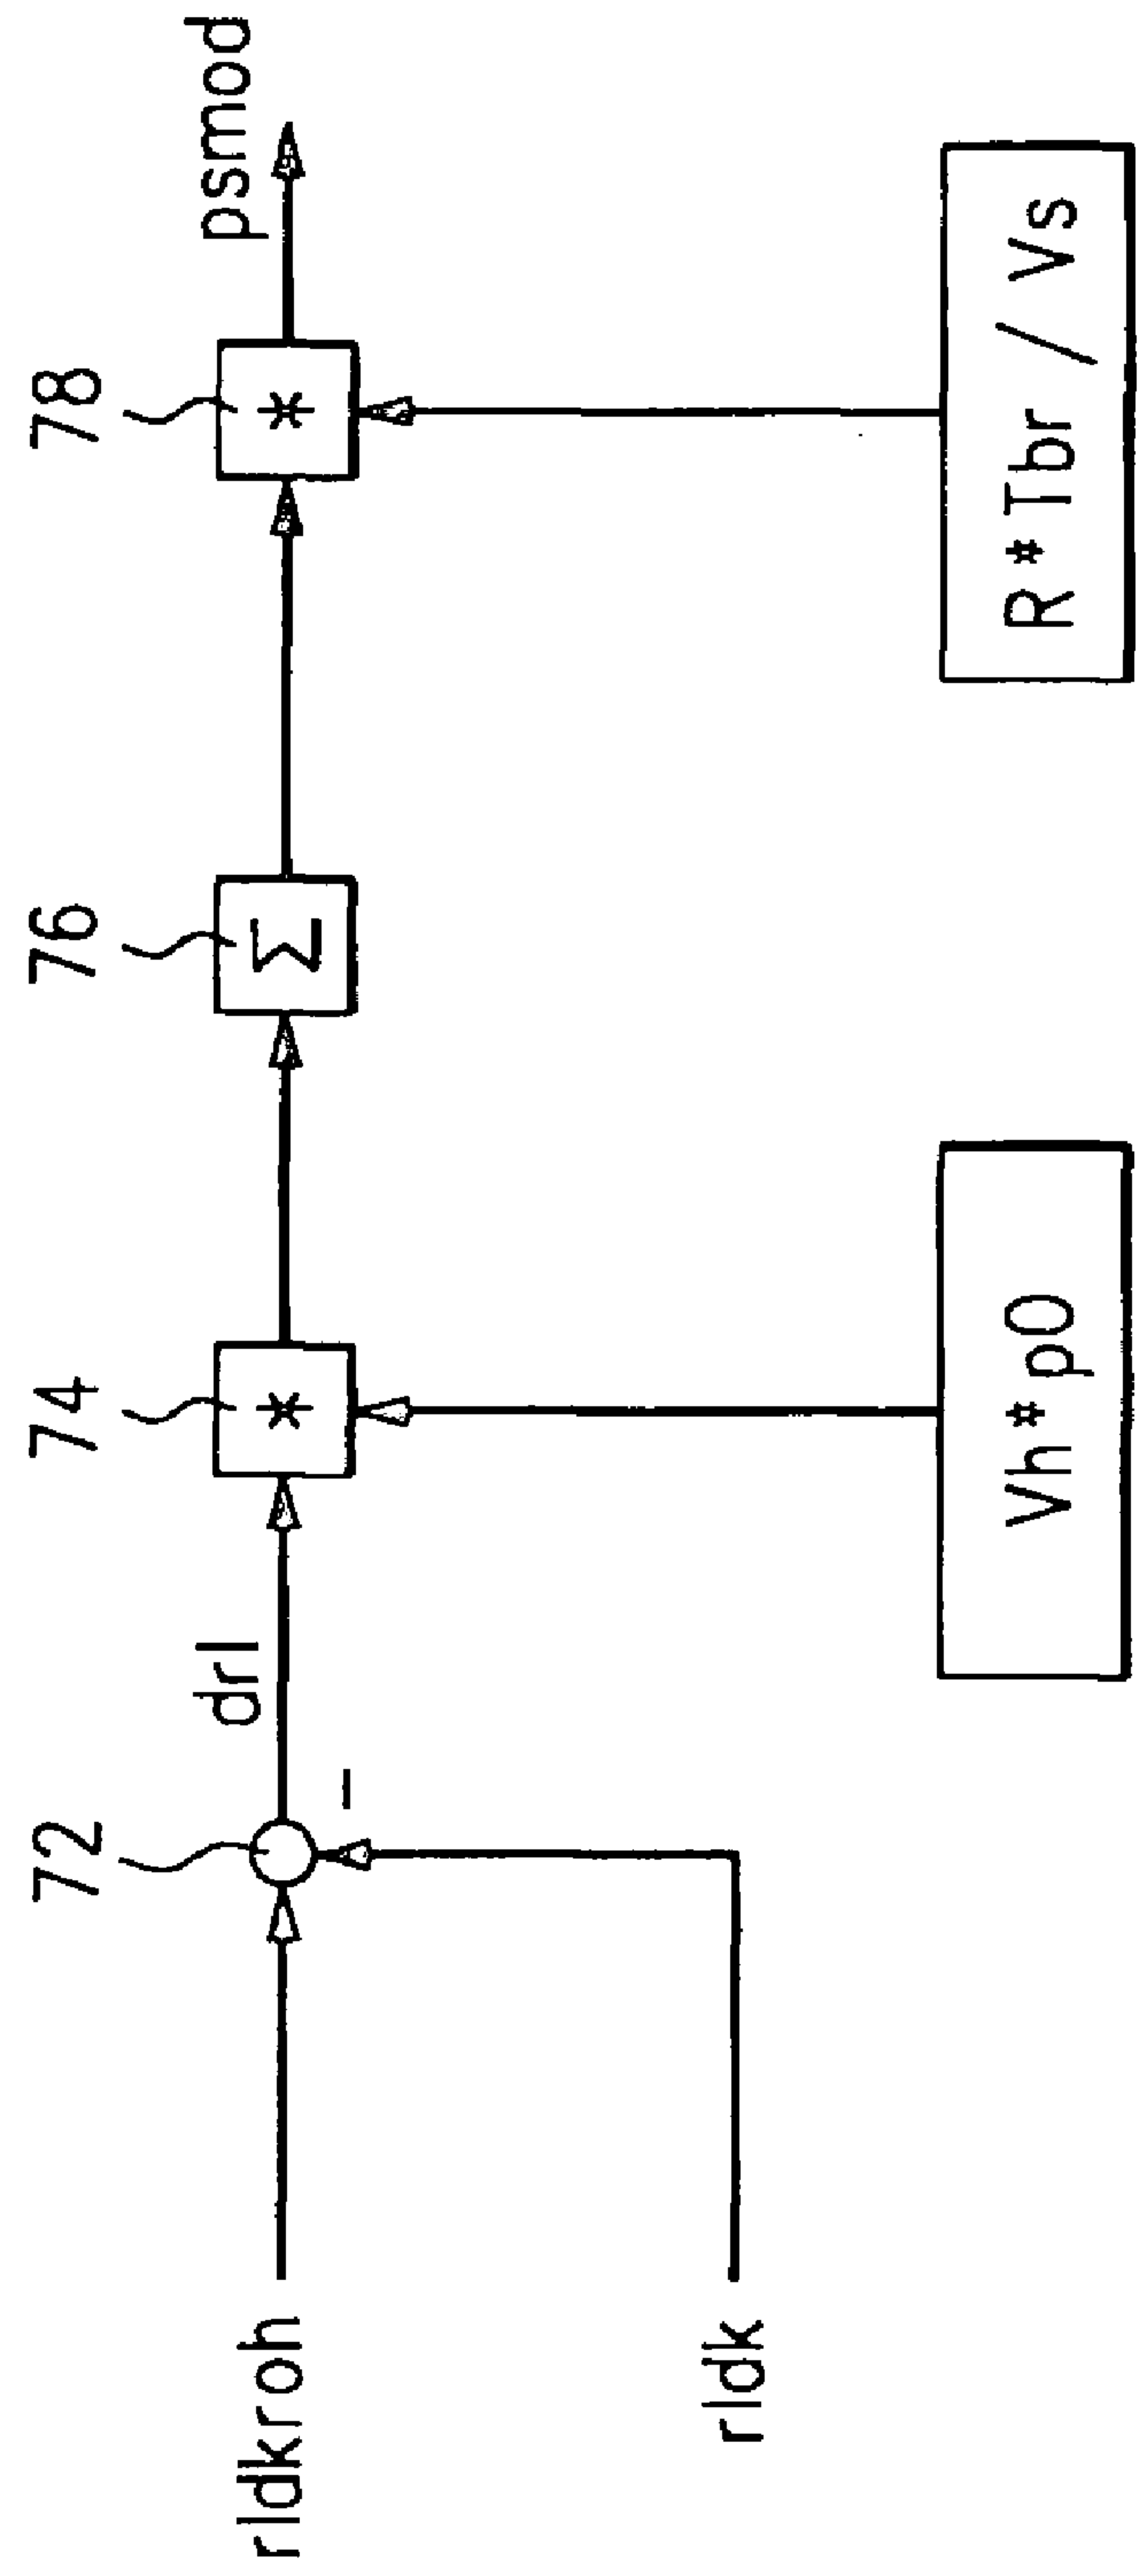 72
74
76
78
rldkroh
drl
-
*
Σ
*
psmod
rldk
Vh*p0
R*Tbr/Vs